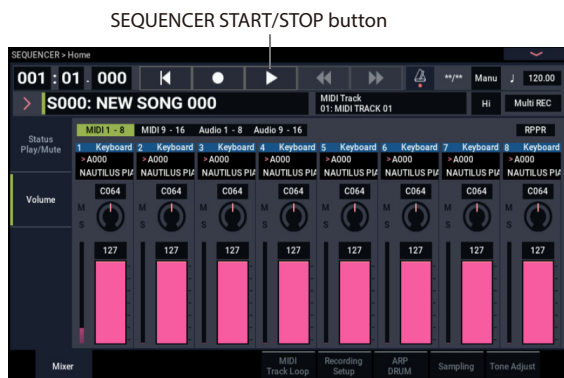 SEQUENCER START/STOP button
SEQUENCER > Home
001 : 01 . 000 **/** Manu ♩ 120.00
> S000: NEW SONG 000 MIDI Track 01: MIDI TRACK 01 Hi Multi REC
MIDI 1 - 8 MIDI 9 - 16 Audio 1 - 8 Audio 9 - 16 RPPR
Status Play/Mute
1 Keyboard 2 Keyboard 3 Keyboard 4 Keyboard 5 Keyboard 6 Keyboard 7 Keyboard 8 Keyboard
>A000 >A000 >A000 >A000 >A000 >A000 >A000 >A000
NAUTILUS PIA NAUTILUS PIA NAUTILUS PIA NAUTILUS PIA NAUTILUS PIA NAUTILUS PIA NAUTILUS PIA NAUTILUS PIA
Volume
C064 C064 C064 C064 C064 C064 C064 C064
M M M M M M M M
S S S S S S S S
127 127 127 127 127 127 127 127
Mixer MIDI Track Loop Recording Setup ARP DRUM Sampling Tone Adjust